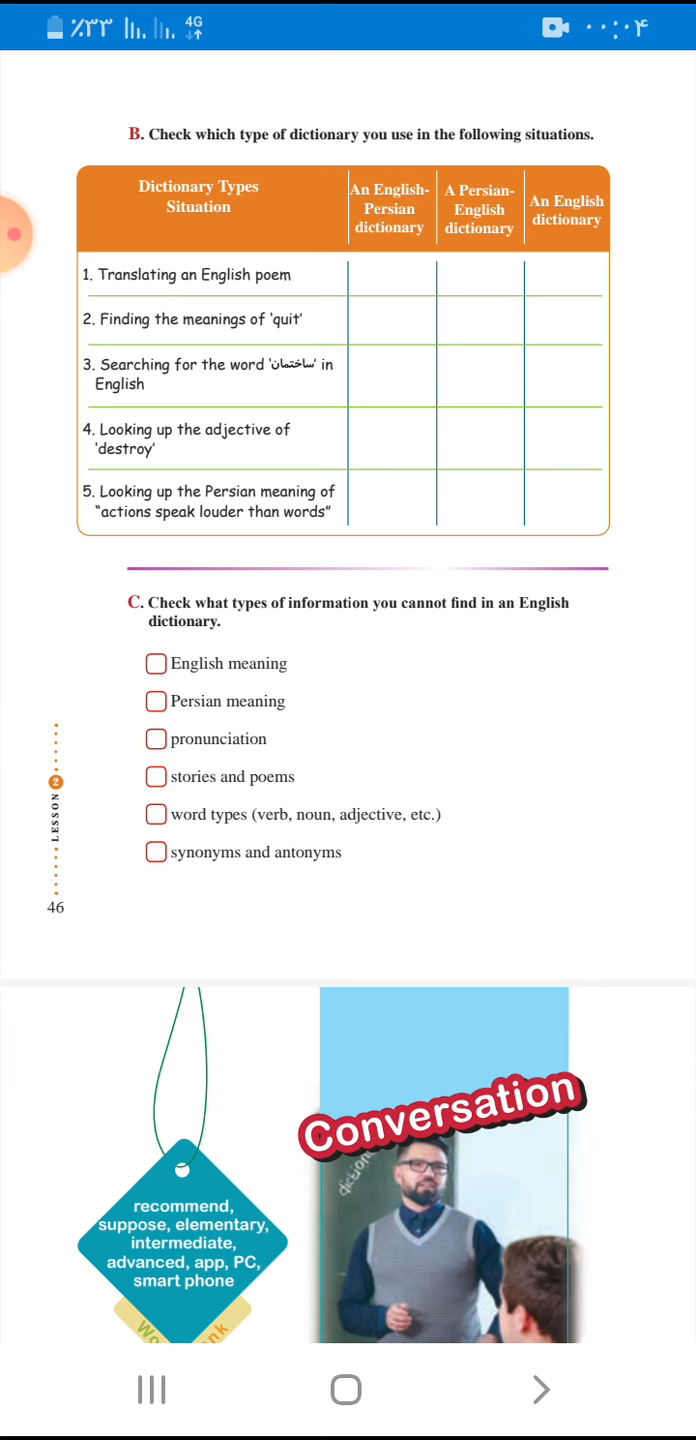 ٪۳۳ 4G ۰۰:۰۴
B. Check which type of dictionary you use in the following situations.
Dictionary Types
Situation
An English-
Persian
dictionary
A Persian-
English
dictionary
An English
dictionary
1. Translating an English poem
2. Finding the meanings of 'quit'
3. Searching for the word 'ساختمان' in
English
4. Looking up the adjective of
'destroy'
5. Looking up the Persian meaning of
"actions speak louder than words"
C. Check what types of information you cannot find in an English
dictionary.
English meaning
Persian meaning
pronunciation
stories and poems
word types (verb, noun, adjective, etc.)
synonyms and antonyms
LESSON 2
46
Conversation
recommend,
suppose, elementary,
intermediate,
advanced, app, PC,
smart phone